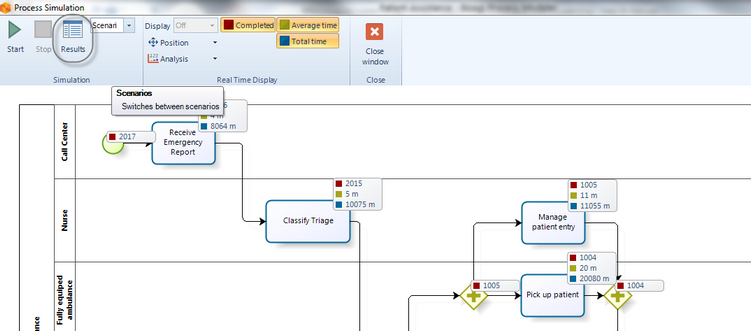 Process Simulation
Start
Stop
Results
Scenari
Simulation
Display
Off
Position
Analysis
Completed
Average time
Total time
Real Time Display
Close
window
Close
Scenarios
Switches between scenarios
Call Center
2017
Receive
Emergency
Report
6
4 m
8064 m
Nurse
Classify Triage
2015
5 m
10075 m
Manage
patient entry
1005
11 m
11055 m
Fully equiped
ambulance
1005
Pick up patient
1004
20 m
20080 m
1004
nce